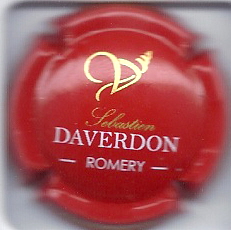 Sebastien
DAVERDON
— ROMERY —